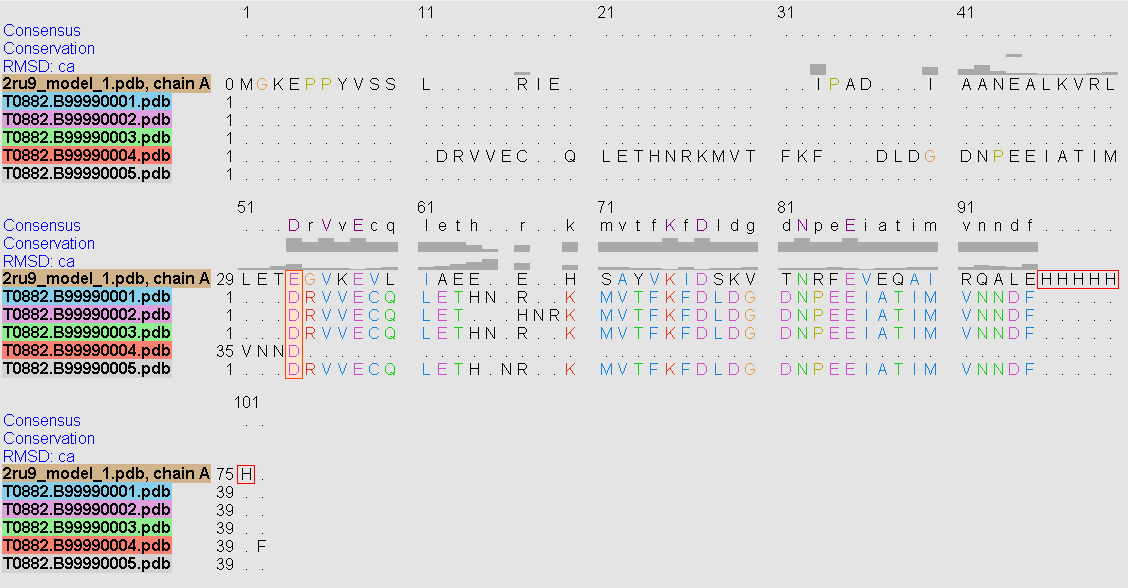 1 11 21 31 41
Consensus . . . . . . . . . . . . . . . . . . . . . . . . . . . . . . . . . . . . . . . . . . . . . . . . . .
Conservation
RMSD: ca
2ru9_model_1.pdb, chain A 0 M G K E P P Y V S S L . . . . . R I E . . . . . . . . . . . . . I P A D . . . I A A N E A L K V R L
T0882.B99990001.pdb 1 . . . . . . . . . . . . . . . . . . . . . . . . . . . . . . . . . . . . . . . . . . . . . . . . . .
T0882.B99990002.pdb 1 . . . . . . . . . . . . . . . . . . . . . . . . . . . . . . . . . . . . . . . . . . . . . . . . . .
T0882.B99990003.pdb 1 . . . . . . . . . . . . . . . . . . . . . . . . . . . . . . . . . . . . . . . . . . . . . . . . . .
T0882.B99990004.pdb 1 . . . . . . . . . . . D R V V E C . . Q L E T H N R K M V T F K F . . . D L D G D N P E E I A T I M
T0882.B99990005.pdb 1 . . . . . . . . . . . . . . . . . . . . . . . . . . . . . . . . . . . . . . . . . . . . . . . . . .
51 61 71 81 91
Consensus . . . D r V v E c q l e t h . . r . . k m v t f K f D l d g d N p e E i a t i m v n n d f . . . . .
Conservation
RMSD: ca
2ru9_model_1.pdb, chain A 29 L E T E G V K E V L I A E E . . E . . H S A Y V K I D S K V T N R F E V E Q A I R Q A L E H H H H H
T0882.B99990001.pdb 1 . . . D R V V E C Q L E T H N . R . . K M V T F K F D L D G D N P E E I A T I M V N N D F . . . . .
T0882.B99990002.pdb 1 . . . D R V V E C Q L E T . . . H N R K M V T F K F D L D G D N P E E I A T I M V N N D F . . . . .
T0882.B99990003.pdb 1 . . . D R V V E C Q L E T H N . R . . K M V T F K F D L D G D N P E E I A T I M V N N D F . . . . .
T0882.B99990004.pdb 35 V N N D . . . . . . . . . . . . . . . . . . . . . . . . . . . . . . . . . . . . . . . . . . . . . .
T0882.B99990005.pdb 1 . . . D R V V E C Q L E T H . N R . . K M V T F K F D L D G D N P E E I A T I M V N N D F . . . . .
101
Consensus . .
Conservation
RMSD: ca
2ru9_model_1.pdb, chain A 75 H .
T0882.B99990001.pdb 39 . .
T0882.B99990002.pdb 39 . .
T0882.B99990003.pdb 39 . .
T0882.B99990004.pdb 39 . F
T0882.B99990005.pdb 39 . .